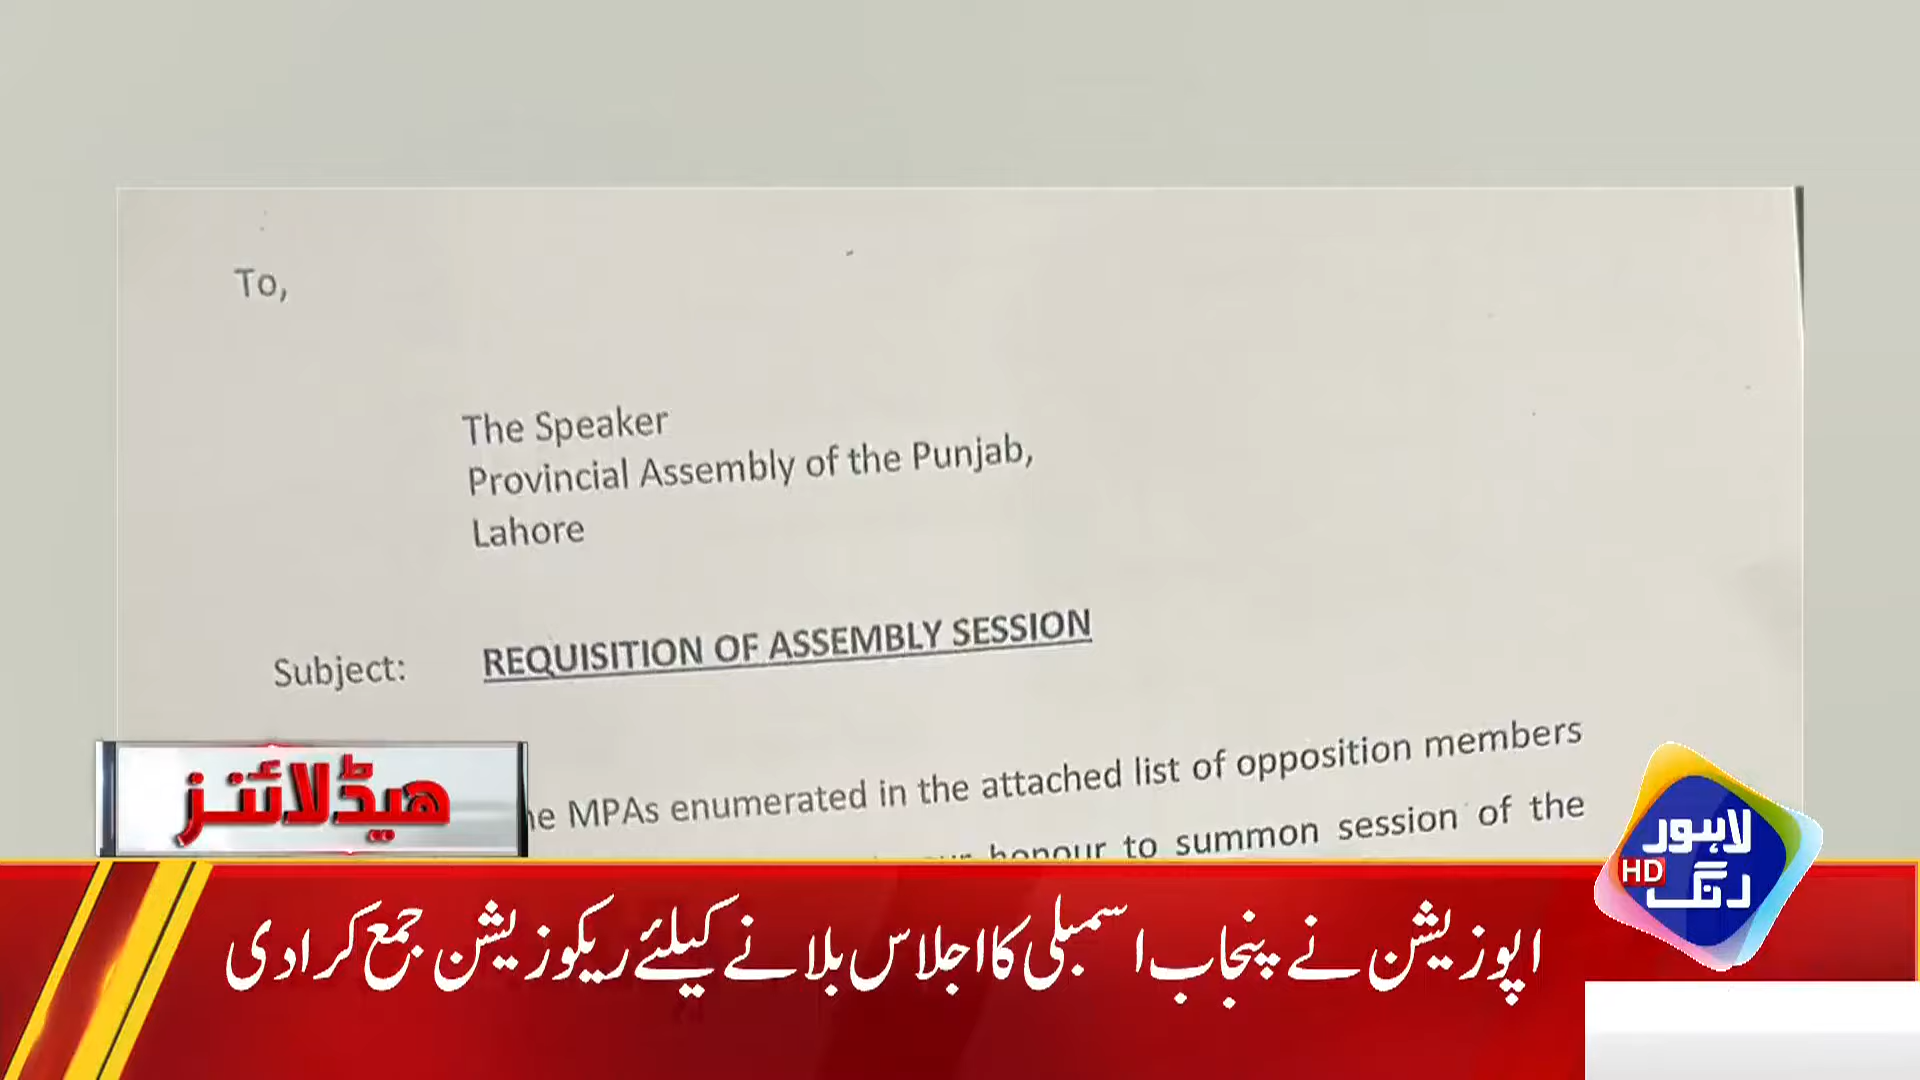 To,
The Speaker
Provincial Assembly of the Punjab,
Lahore
Subject: REQUISITION OF ASSEMBLY SESSION
MPAs enumerated in the attached list of opposition members
honour to summon session of the
ہیڈلائنز
لاہور
HD
رنگ
اپوزیشن نے پنجاب اسمبلی کا اجلاس بلانے کیلئے ریکوزیشن جمع کرادی